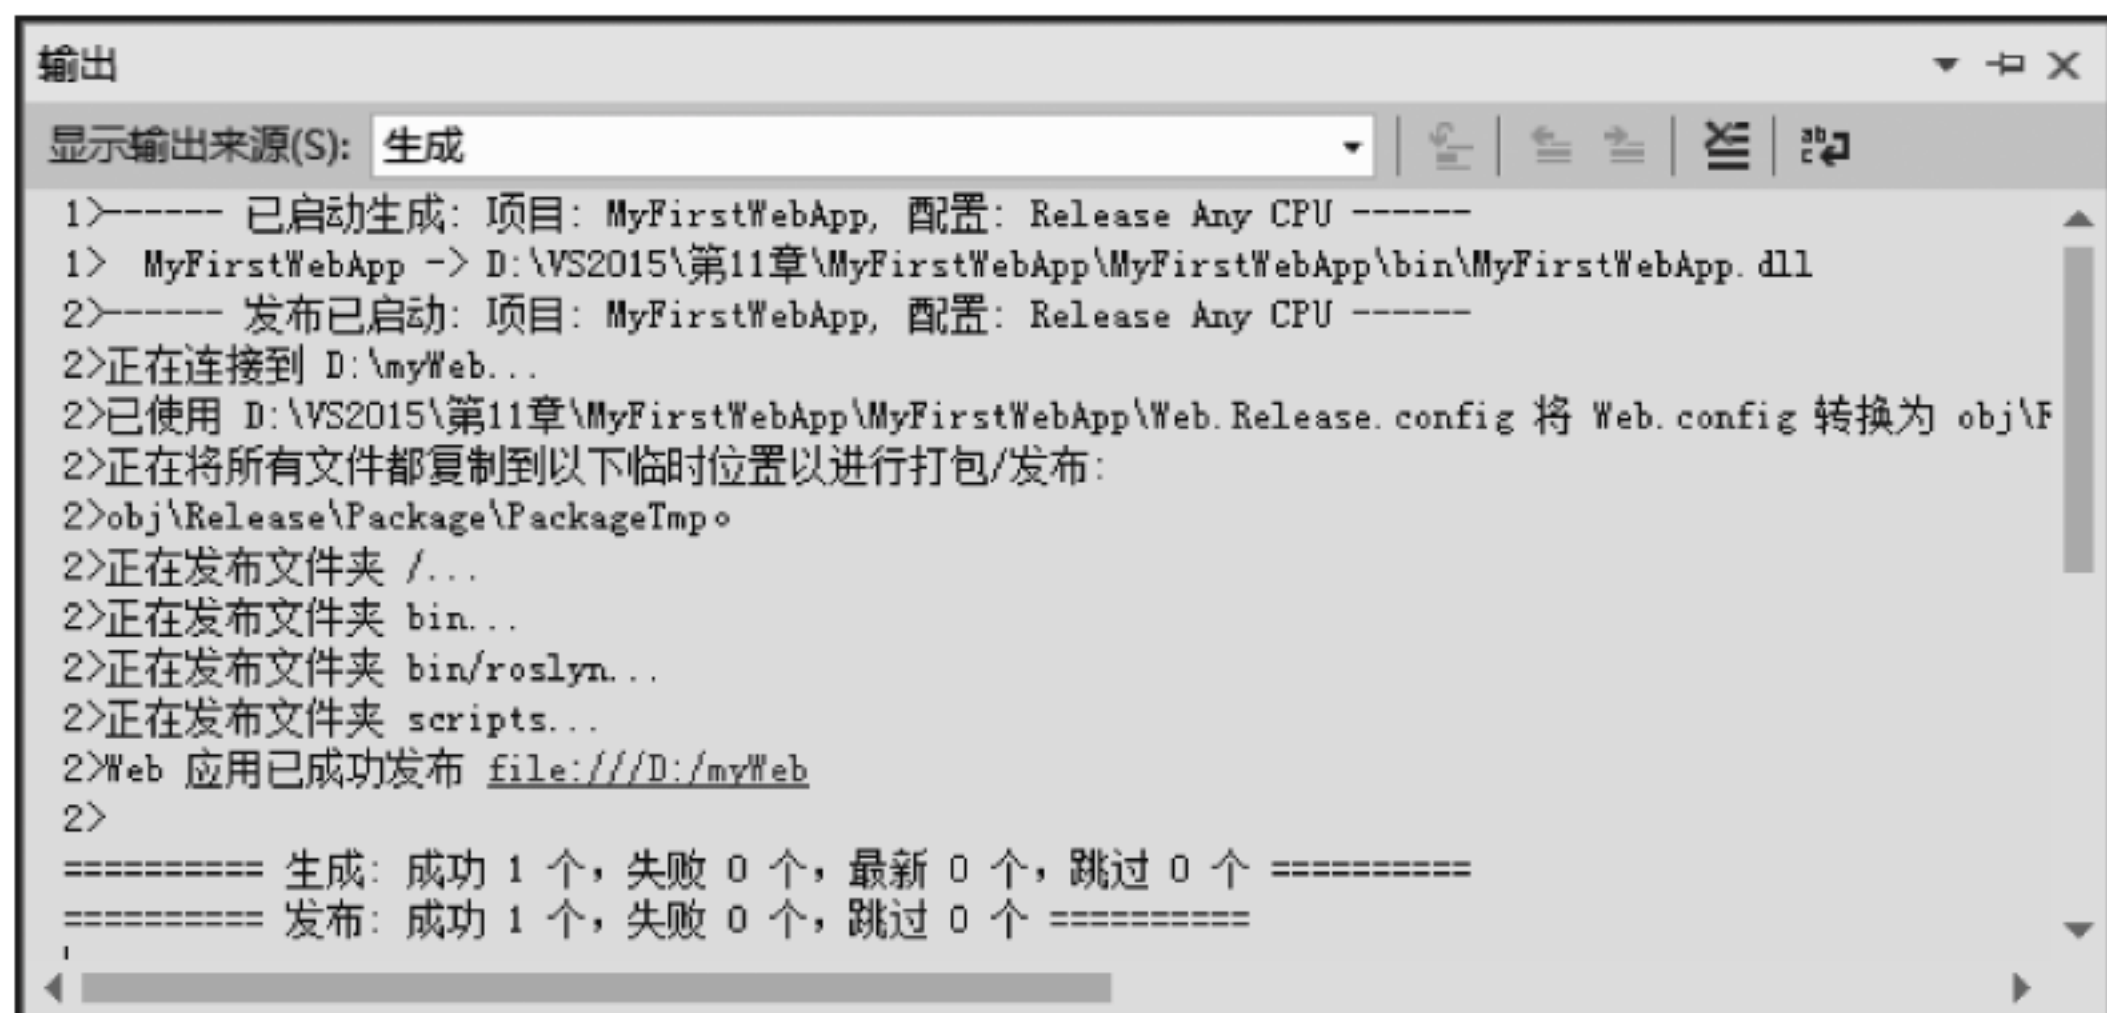 输出
显示输出来源(S): 生成
1>------ 已启动生成: 项目: MyFirstWebApp, 配置: Release Any CPU ------
1>  MyFirstWebApp -> D:\VS2015\第11章\MyFirstWebApp\MyFirstWebApp\bin\MyFirstWebApp.dll
2>------ 发布已启动: 项目: MyFirstWebApp, 配置: Release Any CPU ------
2>正在连接到 D:\myWeb...
2>已使用 D:\VS2015\第11章\MyFirstWebApp\MyFirstWebApp\Web.Release.config 将 Web.config 转换为 obj\
2>正在将所有文件都复制到以下临时位置以进行打包/发布:
2>obj\Release\Package\PackageTmp。
2>正在发布文件夹 /...
2>正在发布文件夹 bin...
2>正在发布文件夹 bin/roslyn...
2>正在发布文件夹 scripts...
2>Web 应用已成功发布 file:///D:/myWeb
2>
========== 生成: 成功 1 个，失败 0 个，最新 0 个，跳过 0 个 ==========
========== 发布: 成功 1 个，失败 0 个，跳过 0 个 ==========